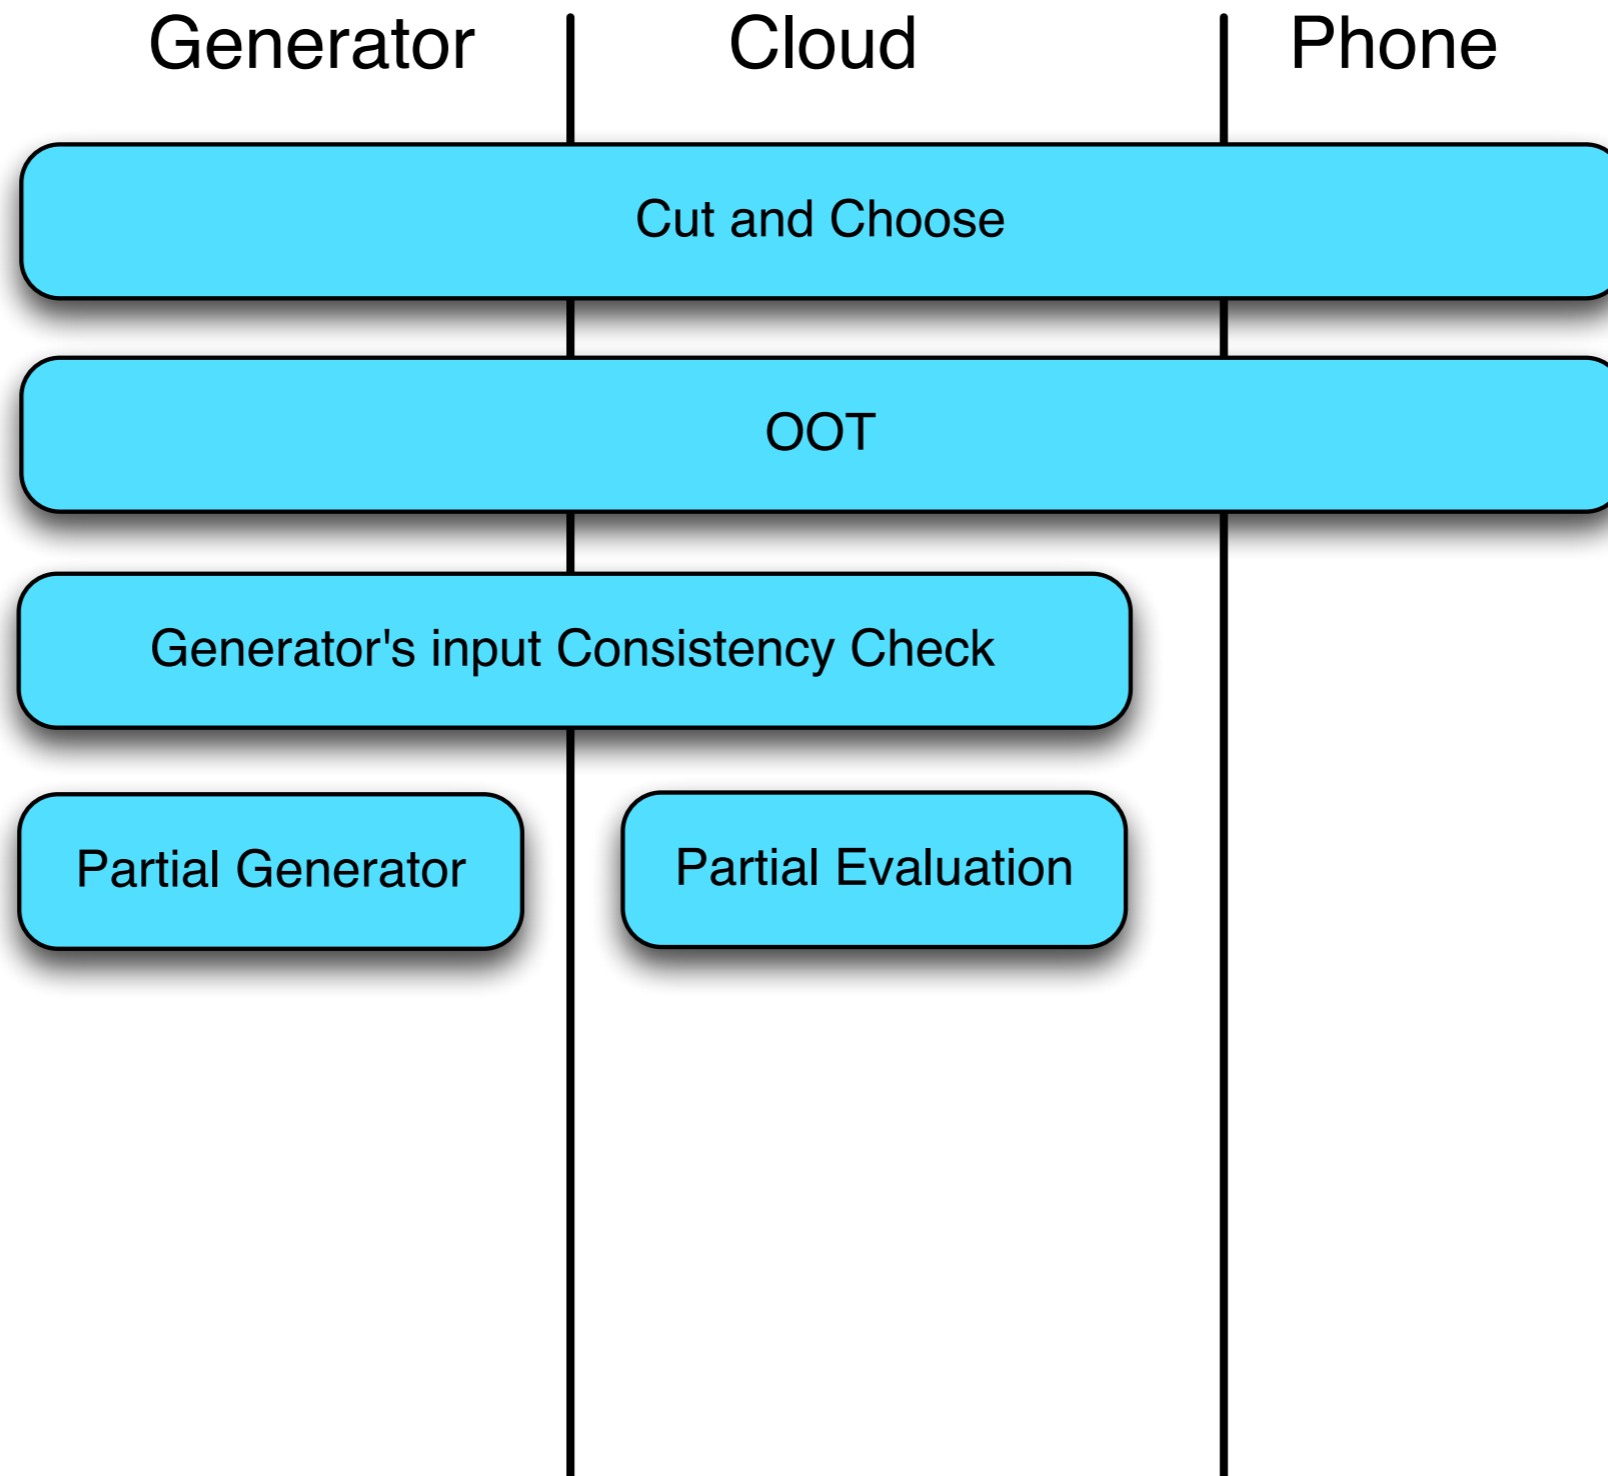 Generator
Cloud
Phone
Cut and Choose
OOT
Generator's input Consistency Check
Partial Generator
Partial Evaluation